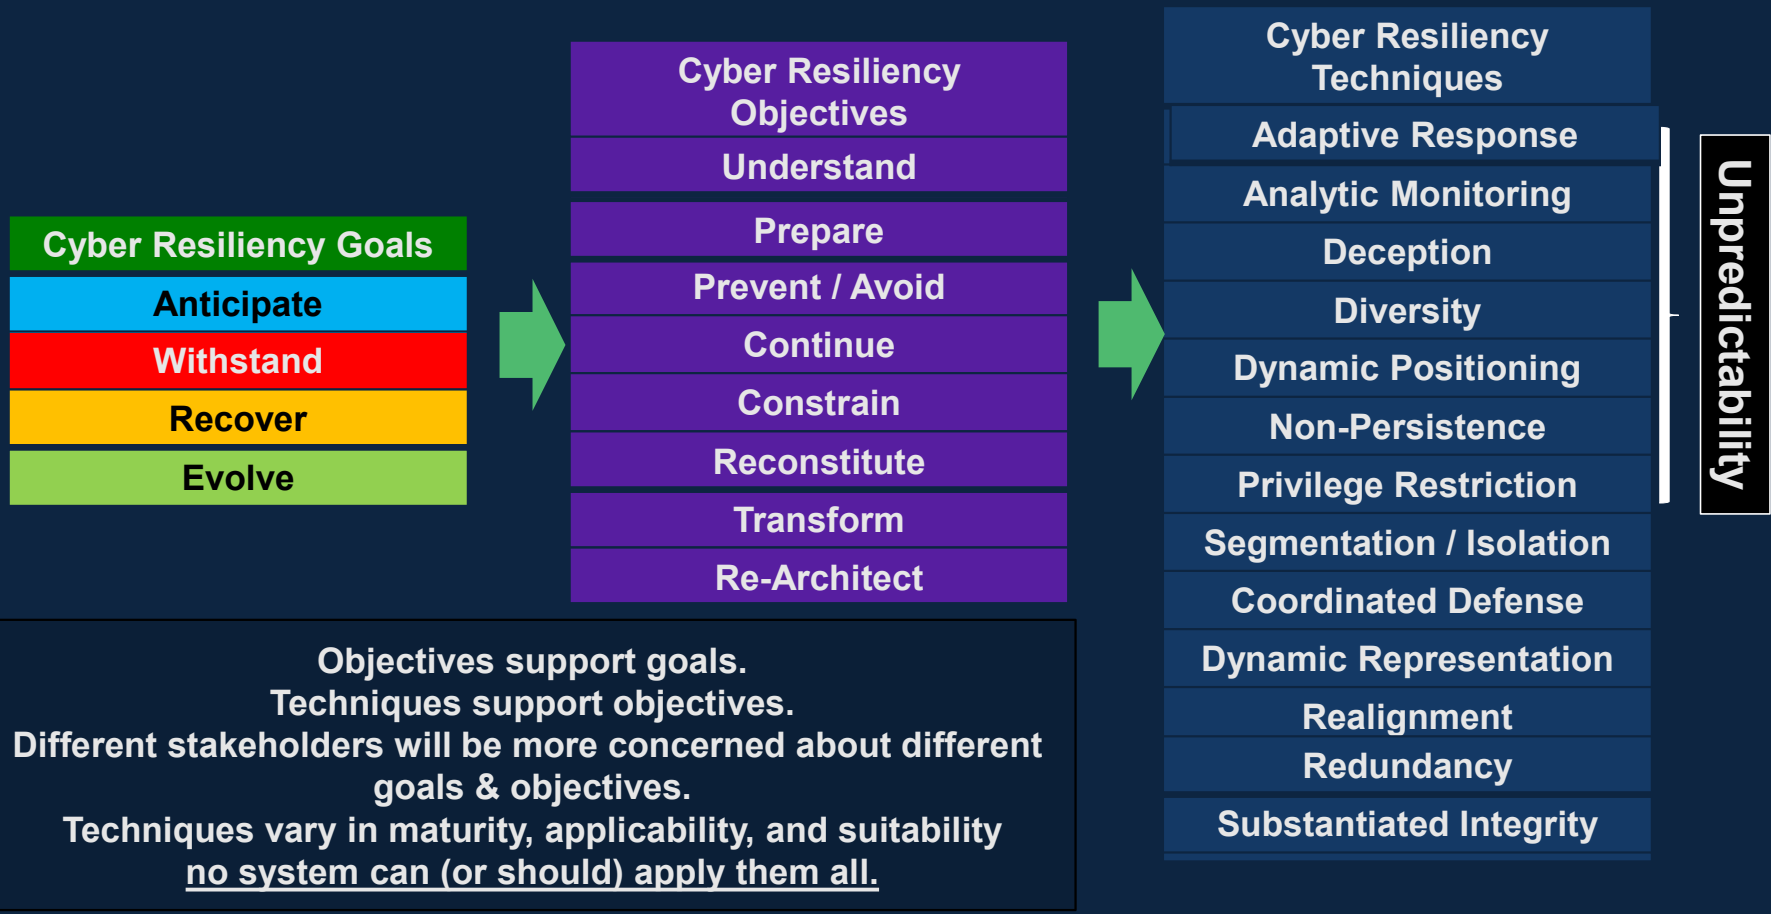 Cyber Resiliency Goals
Anticipate
Withstand
Recover
Evolve
Cyber Resiliency
Objectives
Understand
Prepare
Prevent / Avoid
Continue
Constrain
Reconstitute
Transform
Re-Architect
Cyber Resiliency
Techniques
Adaptive Response
Analytic Monitoring
Deception
Diversity
Dynamic Positioning
Non-Persistence
Privilege Restriction
Segmentation / Isolation
Coordinated Defense
Dynamic Representation
Realignment
Redundancy
Substantiated Integrity
Unpredictability
Objectives support goals.
Techniques support objectives.
Different stakeholders will be more concerned about different
goals & objectives.
Techniques vary in maturity, applicability, and suitability
no system can (or should) apply them all.